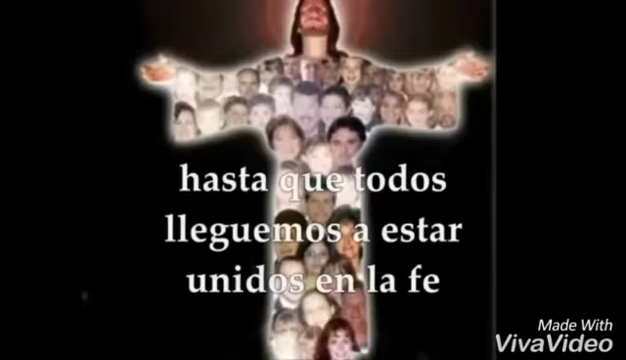 hasta que todos
lleguemos a estar
unidos en la fe
Made With
VivaVideo